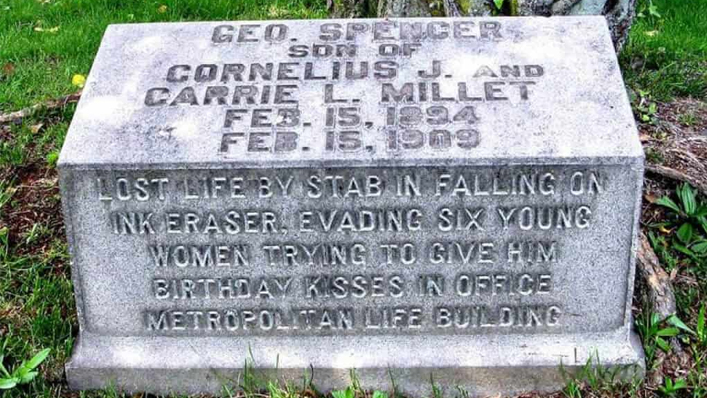 GEO. SPENCER
SON OF
CORNELIUS J. AND
CARRIE L. MILLET
FEB. 15, 1894
FEB. 15, 1909
LOST LIFE BY STAB IN FALLING ON
INK ERASER, EVADING SIX YOUNG
WOMEN TRYING TO GIVE HIM
BIRTHDAY KISSES IN OFFICE
METROPOLITAN LIFE BUILDING